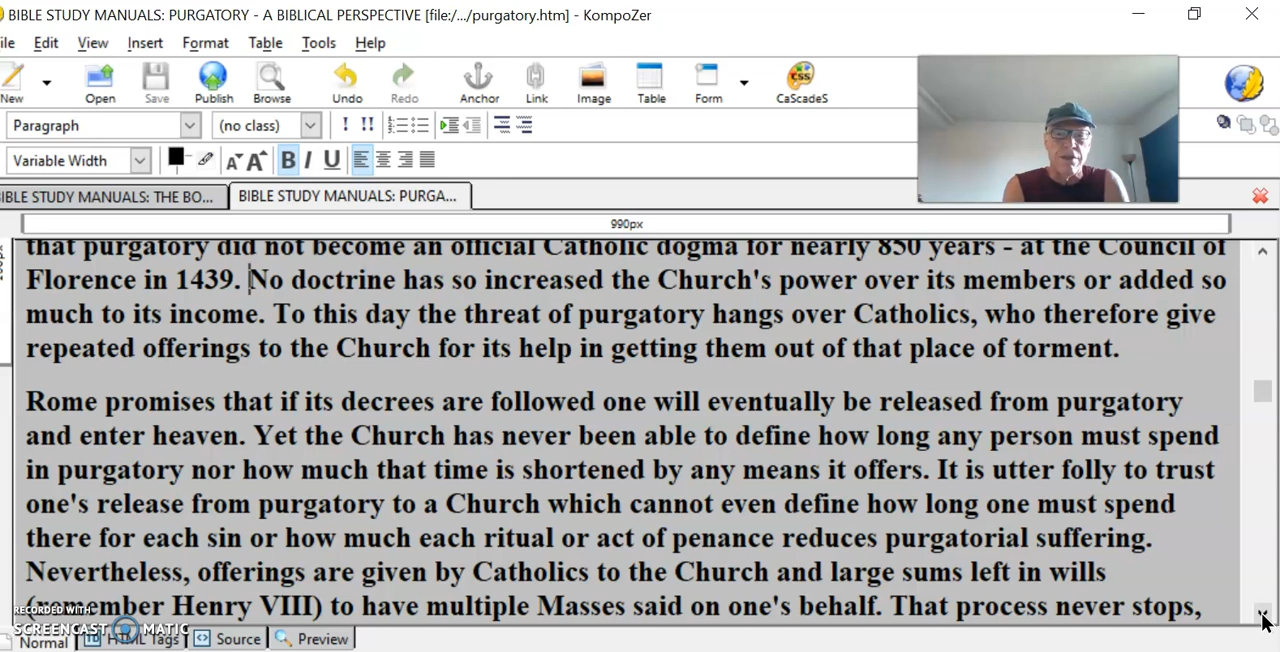 BIBLE STUDY MANUALS: PURGATORY - A BIBLICAL PERSPECTIVE [file:/.../purgatory.htm] - KompoZer
ile Edit View Insert Format Table Tools Help
New Open Save Publish Browse Undo Redo Anchor Link Image Table Form CaScadeS
Paragraph (no class) ! !!
Variable Width A A B I U
IBLE STUDY MANUALS: THE BO... BIBLE STUDY MANUALS: PURGA...
990px
that purgatory did not become an official Catholic dogma for nearly 850 years - at the Council of
Florence in 1439. No doctrine has so increased the Church's power over its members or added so
much to its income. To this day the threat of purgatory hangs over Catholics, who therefore give
repeated offerings to the Church for its help in getting them out of that place of torment.
Rome promises that if its decrees are followed one will eventually be released from purgatory
and enter heaven. Yet the Church has never been able to define how long any person must spend
in purgatory nor how much that time is shortened by any means it offers. It is utter folly to trust
one's release from purgatory to a Church which cannot even define how long one must spend
there for each sin or how much each ritual or act of penance reduces purgatorial suffering.
Nevertheless, offerings are given by Catholics to the Church and large sums left in wills
(remember Henry VIII) to have multiple Masses said on one's behalf. That process never stops,
RECORDED WITH
SCREENCAST MATIC
Normal HTML Tags Source Preview